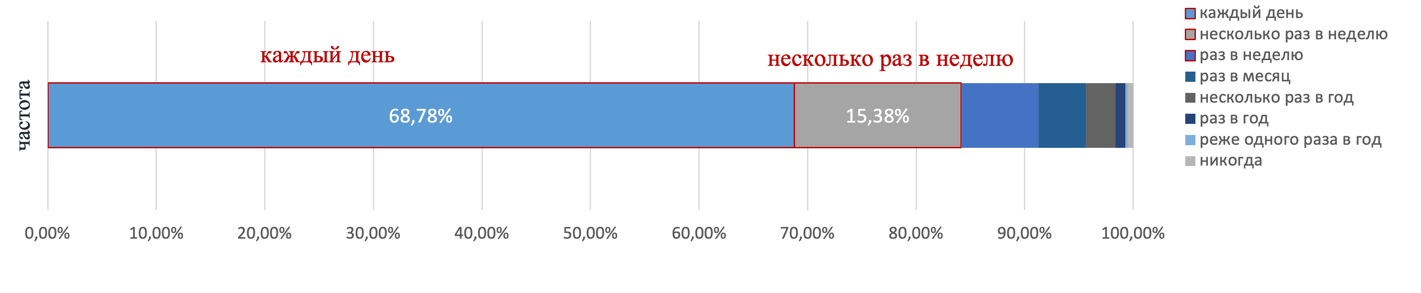 каждый день
несколько раз в неделю
частота
68,78%
15,38%
0,00%
10,00%
20,00%
30,00%
40,00%
50,00%
60,00%
70,00%
80,00%
90,00%
100,00%
каждый день
несколько раз в неделю
раз в неделю
раз в месяц
несколько раз в год
раз в год
реже одного раза в год
никогда